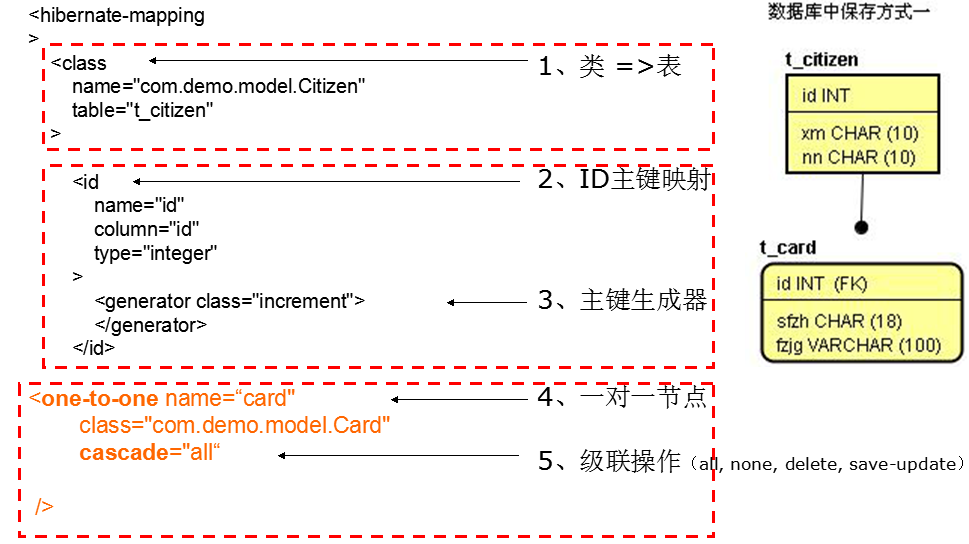 <hibernate-mapping
>
<class
name="com.demo.model.Citizen"
table="t_citizen"
>
1、类 =>表
<id
name="id"
column="id"
type="integer"
>
2、ID主键映射
<generator class="increment">
</generator>
</id>
3、主键生成器
<one-to-one name=“card"
class="com.demo.model.Card"
cascade="all“
/>
4、一对一节点
5、级联操作（all, none, delete, save-update）
数据库中保存方式一
t_citizen
id INT
xm CHAR (10)
nn CHAR (10)
t_card
id INT (FK)
sfzh CHAR (18)
fzjg VARCHAR (100)